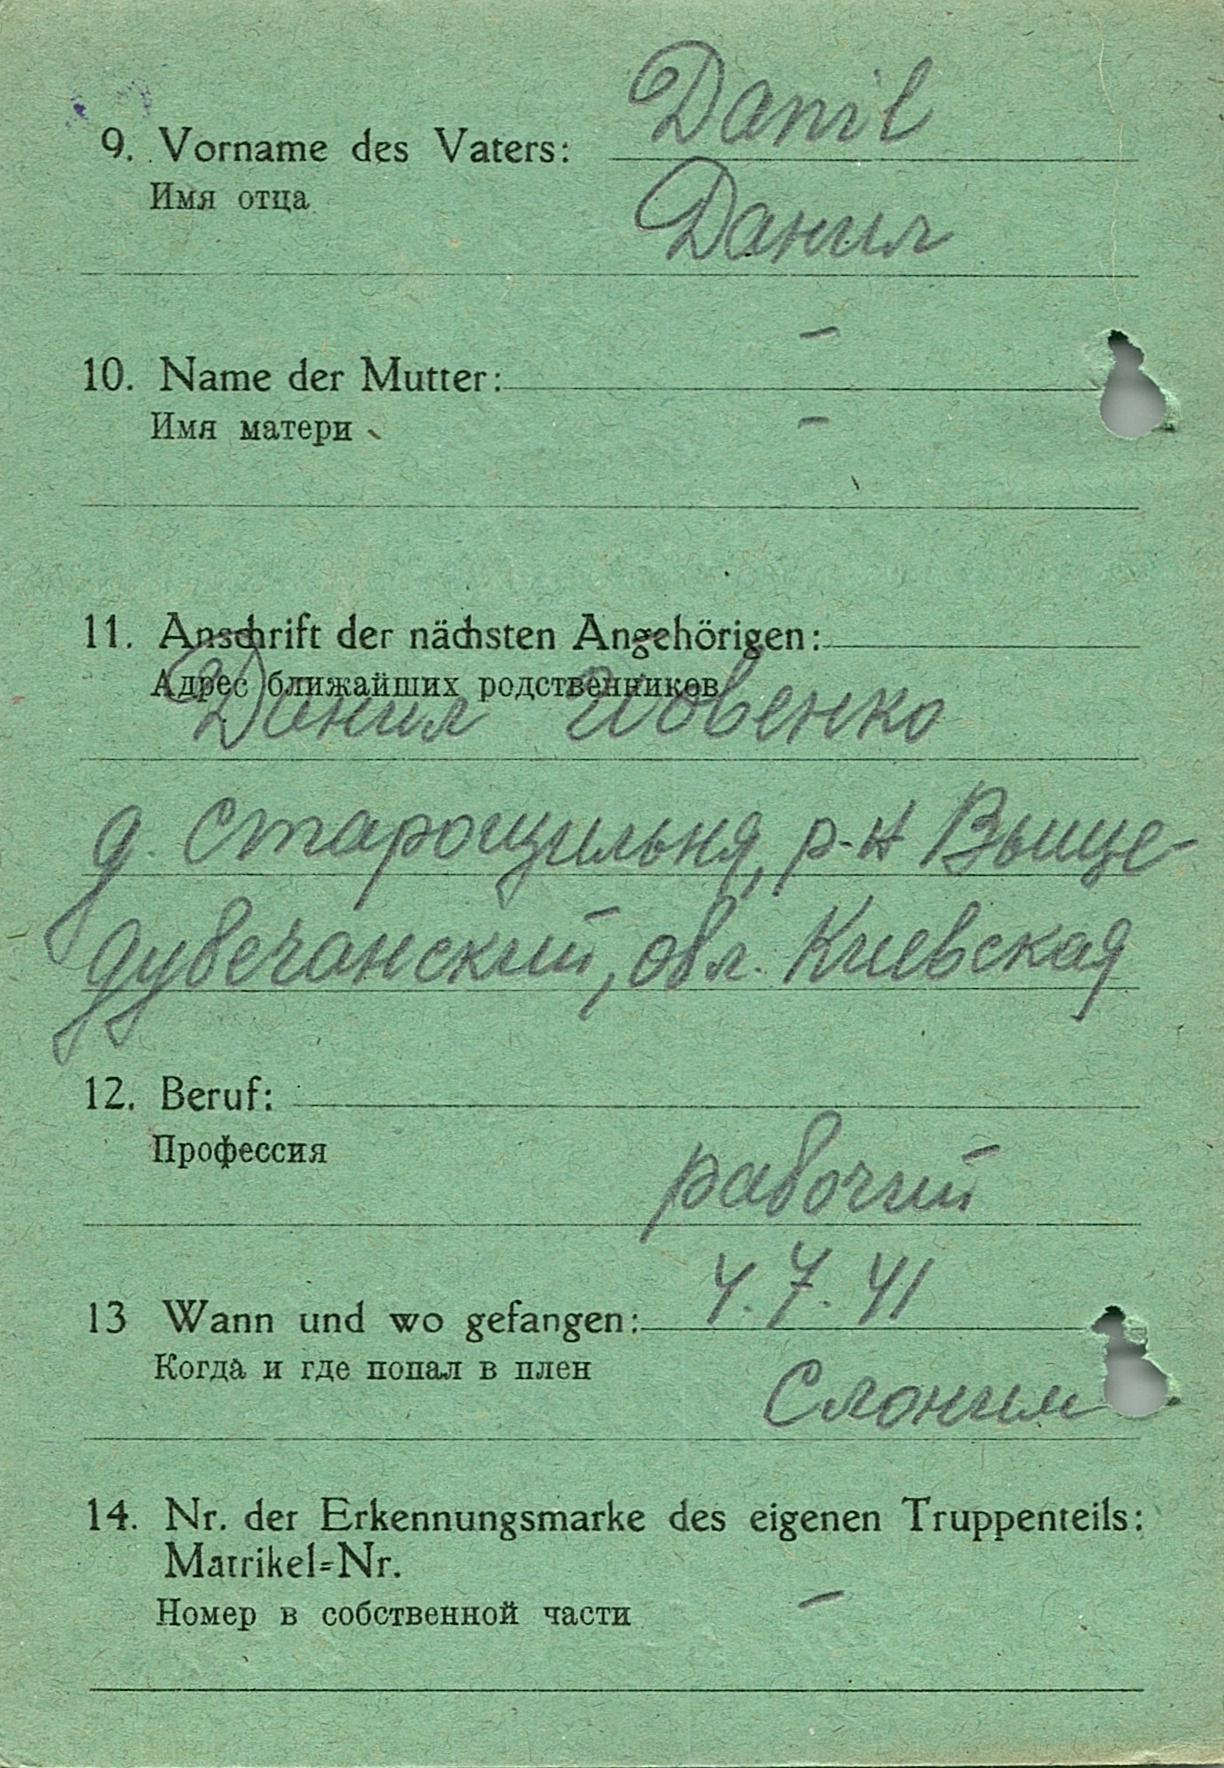 Danil
9. Vorname des Vaters:
Имя отца
Данил
-
10. Name der Mutter:
Имя матери
-
11. Anschrift der nächsten Angehörigen:
Адрес ближайших родственников
Данил Йовенко
д. Старощильня, р-н Выще-
дубечанский, обл. Киевская
12. Beruf:
Профессия
рабочий
4.7.41
13 Wann und wo gefangen:
Когда и где попал в плен
Слоним
14. Nr. der Erkennungsmarke des eigenen Truppenteils:
Matrikel=Nr.
Номер в собственной части
-